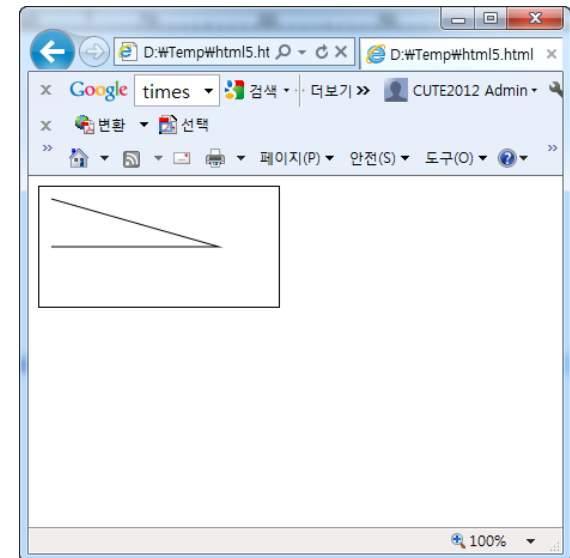 D:₩Temp₩html5.ht D:₩Temp₩html5.html
x Google times 검색 더보기 » CUTE2012 Admin
x 변환 선택
» 페이지(P) 안전(S) 도구(O) »
100%